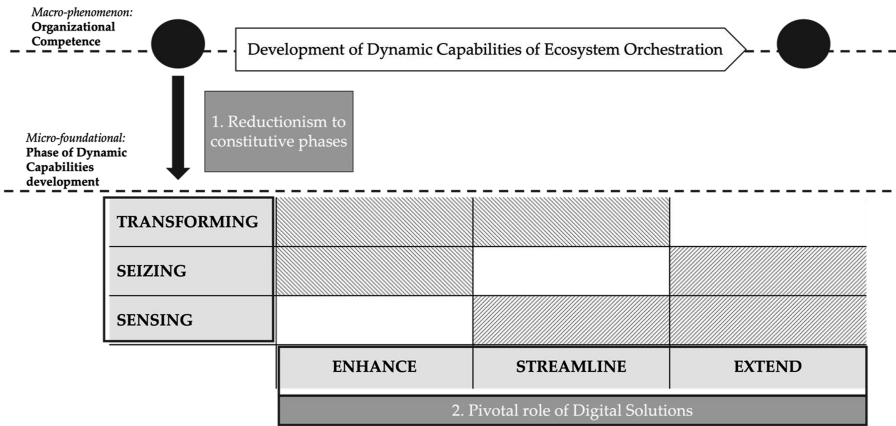 Macro-phenomenon:
Organizational
Competence
Development of Dynamic Capabilities of Ecosystem Orchestration
1. Reductionism to
constitutive phases
Micro-foundational:
Phase of Dynamic
Capabilities
development
TRANSFORMING
SEIZING
SENSING
ENHANCE
STREAMLINE
EXTEND
2. Pivotal role of Digital Solutions